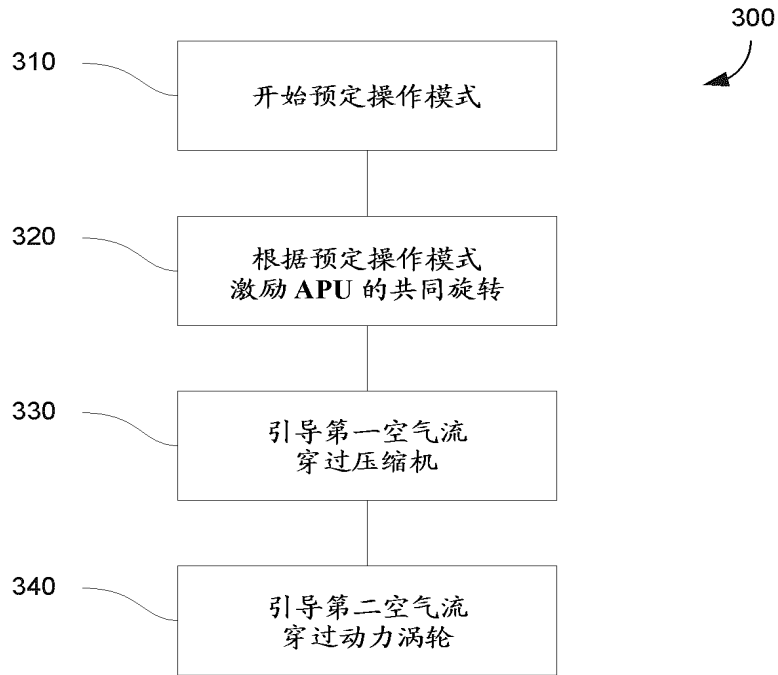 300
310
开始预定操作模式
320
根据预定操作模式
激励 APU 的共同旋转
330
引导第一空气流
穿过压缩机
340
引导第二空气流
穿过动力涡轮